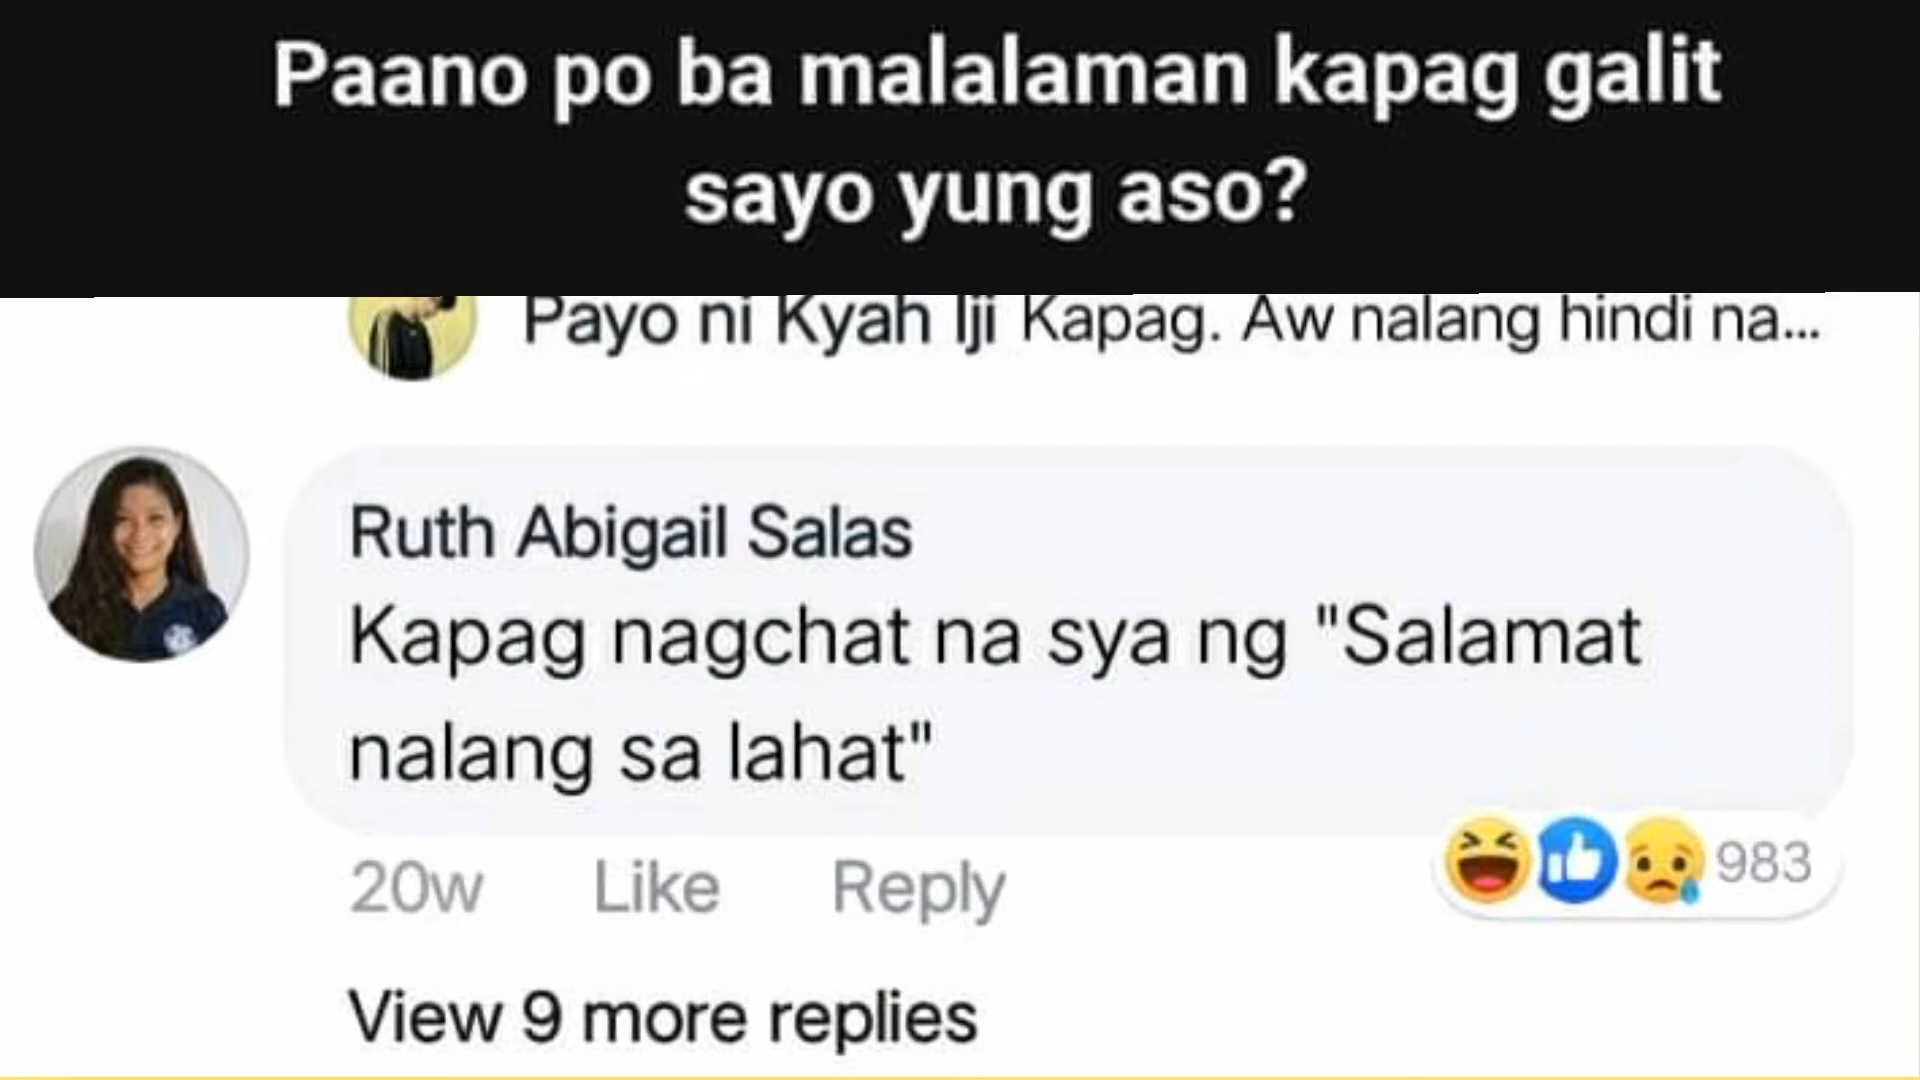 Paano po ba malalaman kapag galit
sayo yung aso?
Payo ni Kyah Iji Kapag. Aw nalang hindi na...
Ruth Abigail Salas
Kapag nagchat na sya ng "Salamat
nalang sa lahat"
20w Like Reply
983
View 9 more replies